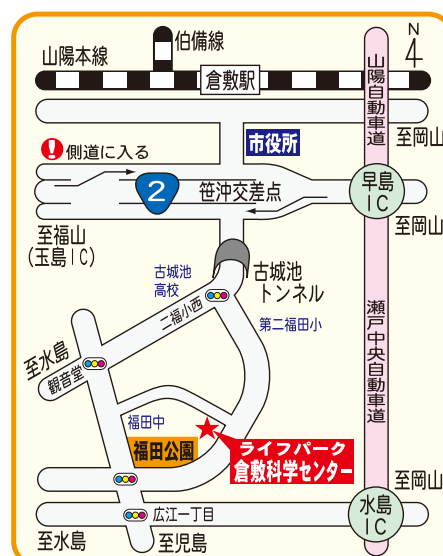 N
4
伯備線
山陽本線
倉敷駅
山陽自動車道
至岡山
市役所
! 側道に入る
2
笹沖交差点
早島
IC
至岡山
至福山
(玉島IC)
古城池
高校
古城池
トンネル
二福小西
第二福田小
至水島
観音堂
瀬戸中央自動車道
福田中
福田公園
ライフパーク
倉敷科学センター
至岡山
広江一丁目
水島
IC
至水島
至児島